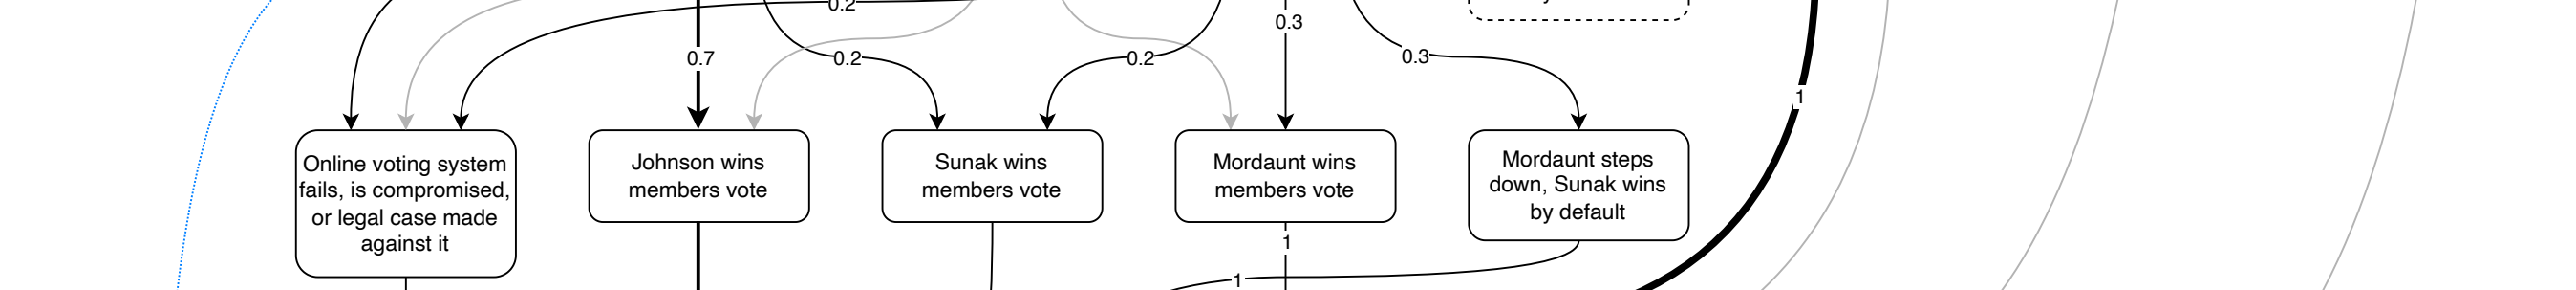 0.2
0.3
0.7
0.2
0.2
0.3
1
Online voting system
fails, is compromised,
or legal case made
against it
Johnson wins
members vote
Sunak wins
members vote
Mordaunt wins
members vote
Mordaunt steps
down, Sunak wins
by default
1
1